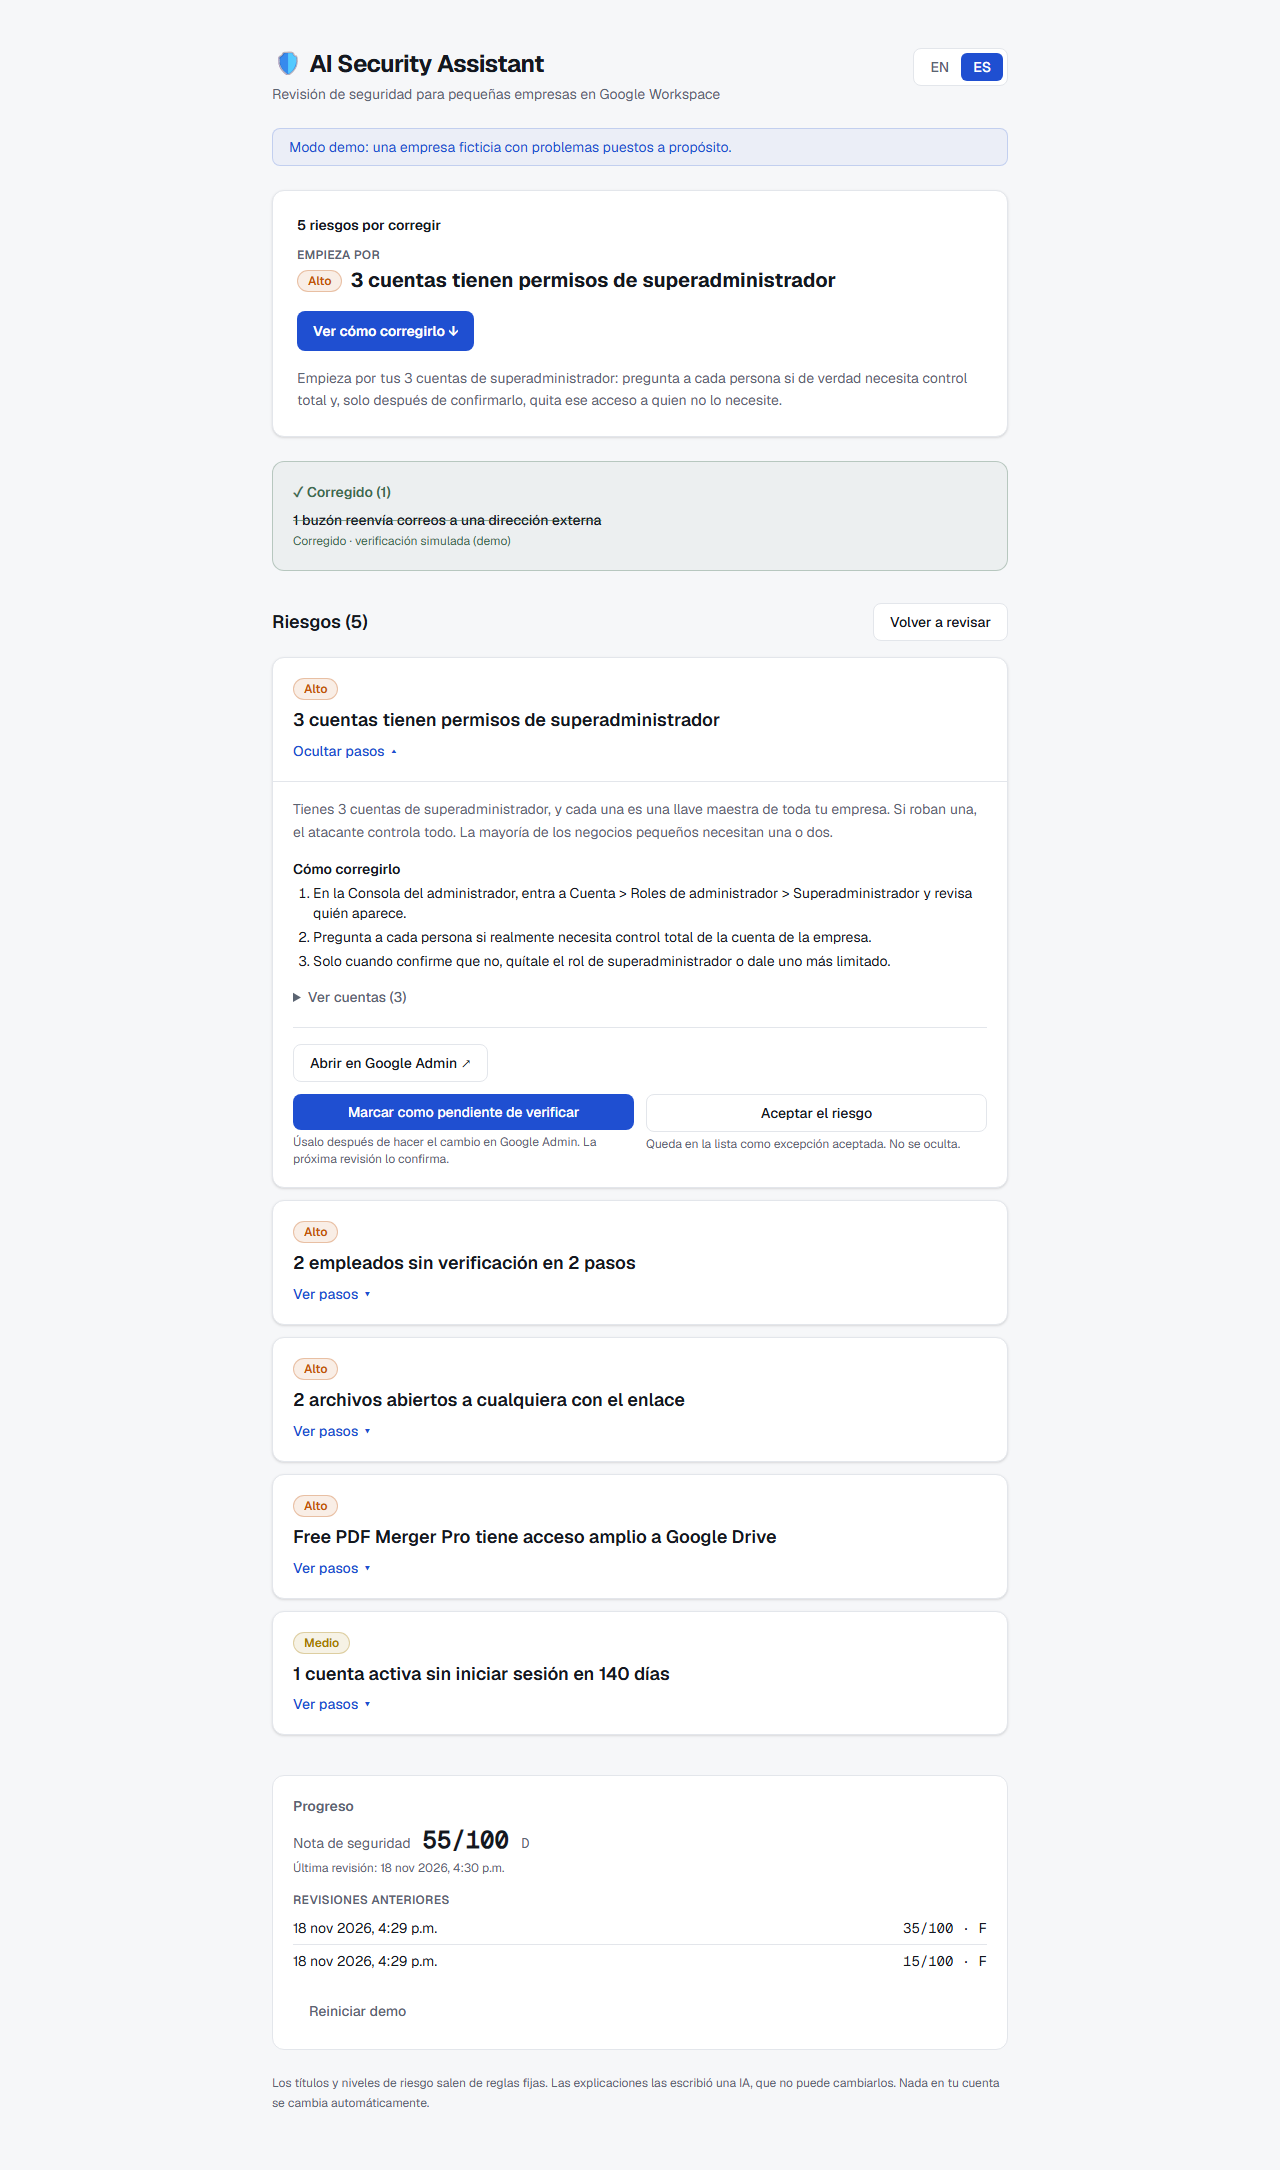 AI Security Assistant
EN ES
Revisión de seguridad para pequeñas empresas en Google Workspace
Modo demo: una empresa ficticia con problemas puestos a propósito.
5 riesgos por corregir
EMPIEZA POR
Alto 3 cuentas tienen permisos de superadministrador
Ver cómo corregirlo ↓
Empieza por tus 3 cuentas de superadministrador: pregunta a cada persona si de verdad necesita control
total y, solo después de confirmarlo, quita ese acceso a quien no lo necesite.
✓ Corregido (1)
1 buzón reenvía correos a una dirección externa
Corregido · verificación simulada (demo)
Riesgos (5)
Volver a revisar
Alto
3 cuentas tienen permisos de superadministrador
Ocultar pasos ▴
Tienes 3 cuentas de superadministrador, y cada una es una llave maestra de toda tu empresa. Si roban una,
el atacante controla todo. La mayoría de los negocios pequeños necesitan una o dos.
Cómo corregirlo
1. En la Consola del administrador, entra a Cuenta > Roles de administrador > Superadministrador y revisa
quién aparece.
2. Pregunta a cada persona si realmente necesita control total de la cuenta de la empresa.
3. Solo cuando confirme que no, quítale el rol de superadministrador o dale uno más limitado.
▶ Ver cuentas (3)
Abrir en Google Admin ↗
Marcar como pendiente de verificar
Aceptar el riesgo
Úsalo después de hacer el cambio en Google Admin. La
próxima revisión lo confirma.
Queda en la lista como excepción aceptada. No se oculta.
Alto
2 empleados sin verificación en 2 pasos
Ver pasos ▾
Alto
2 archivos abiertos a cualquiera con el enlace
Ver pasos ▾
Alto
Free PDF Merger Pro tiene acceso amplio a Google Drive
Ver pasos ▾
Medio
1 cuenta activa sin iniciar sesión en 140 días
Ver pasos ▾
Progreso
Nota de seguridad 55/100 D
Última revisión: 18 nov 2026, 4:30 p.m.
REVISIONES ANTERIORES
18 nov 2026, 4:29 p.m. 35/100 · F
18 nov 2026, 4:29 p.m. 15/100 · F
Reiniciar demo
Los títulos y niveles de riesgo salen de reglas fijas. Las explicaciones las escribió una IA, que no puede cambiarlos. Nada en tu cuenta
se cambia automáticamente.